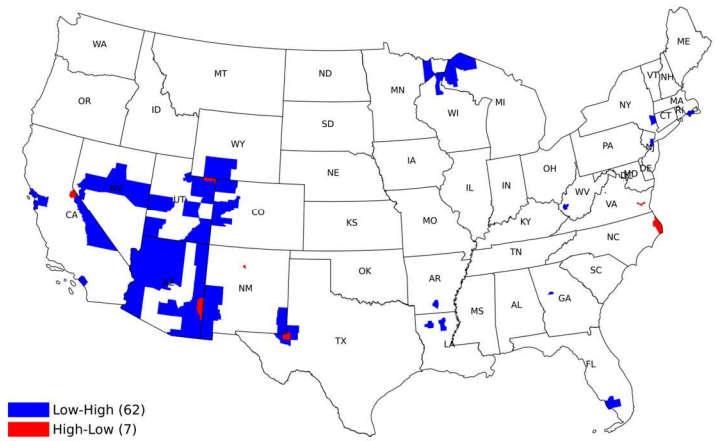 WA
ME
MT
ND
VT
NH
MN
OR
ID
MI
NY
MA
RI
WI
CT
SD
WY
PA
NJ
IA
OH
NE
DE
MD
IN
WV
NV
UT
IL
VA
CO
CA
KS
MO
KY
NC
TN
OK
SC
AR
NM
GA
MS
AL
TX
LA
FL
Low-High (62)
High-Low (7)